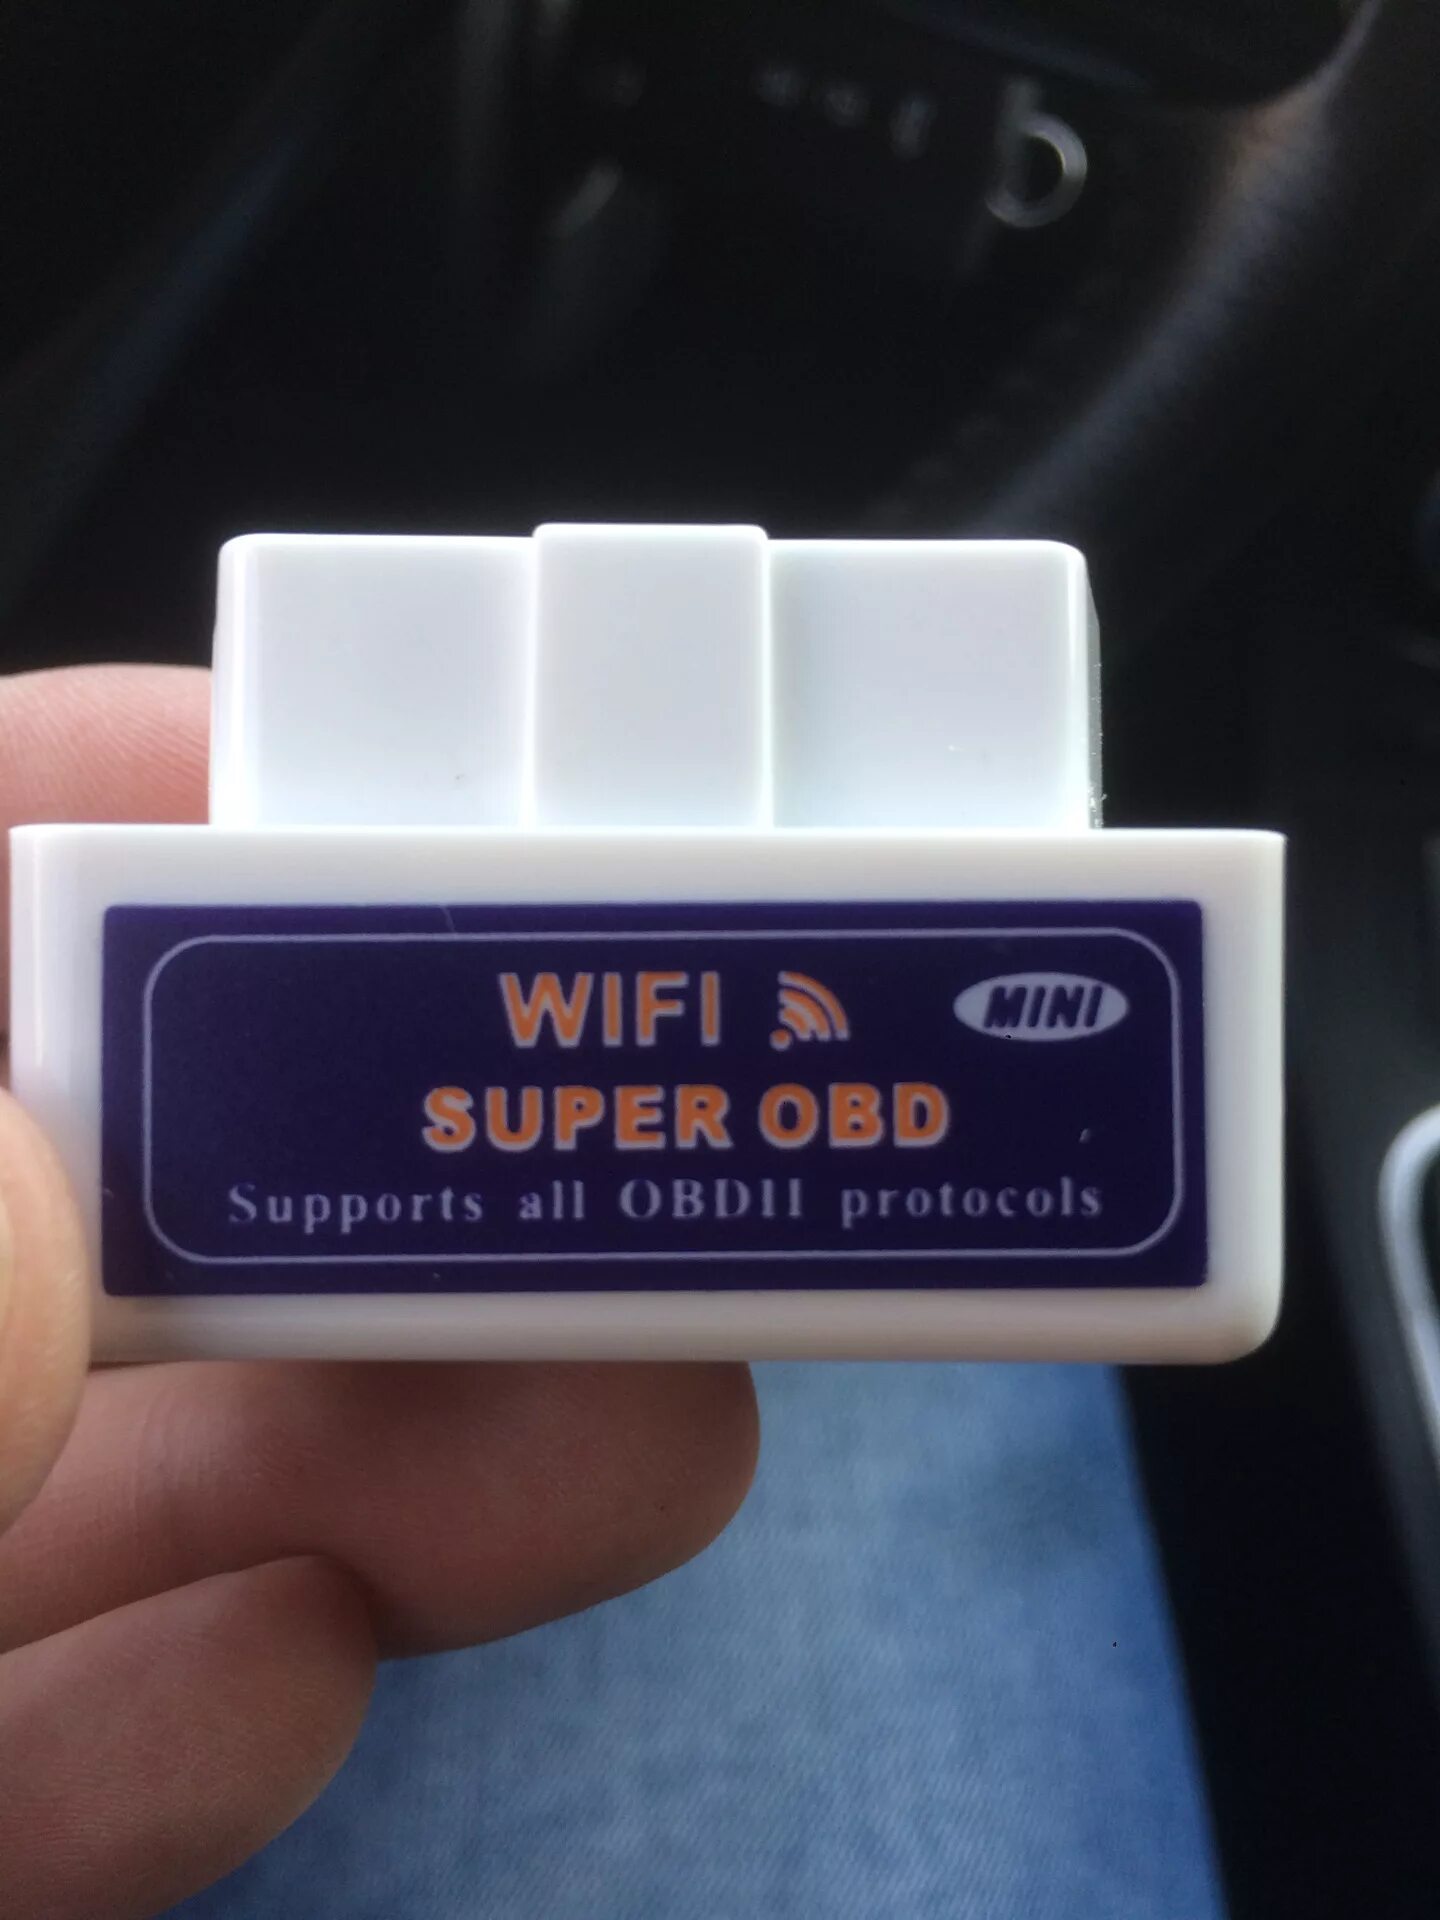 WIFI MINI
SUPER OBD
Supports all OBDII protocols